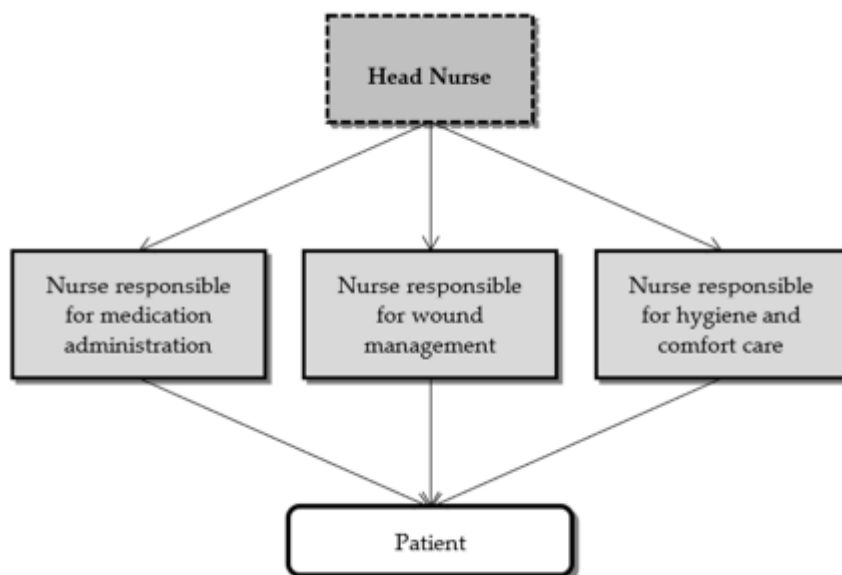 Head Nurse
Nurse responsible
for medication
administration
Nurse responsible
for wound
management
Nurse responsible
for hygiene and
comfort care
Patient